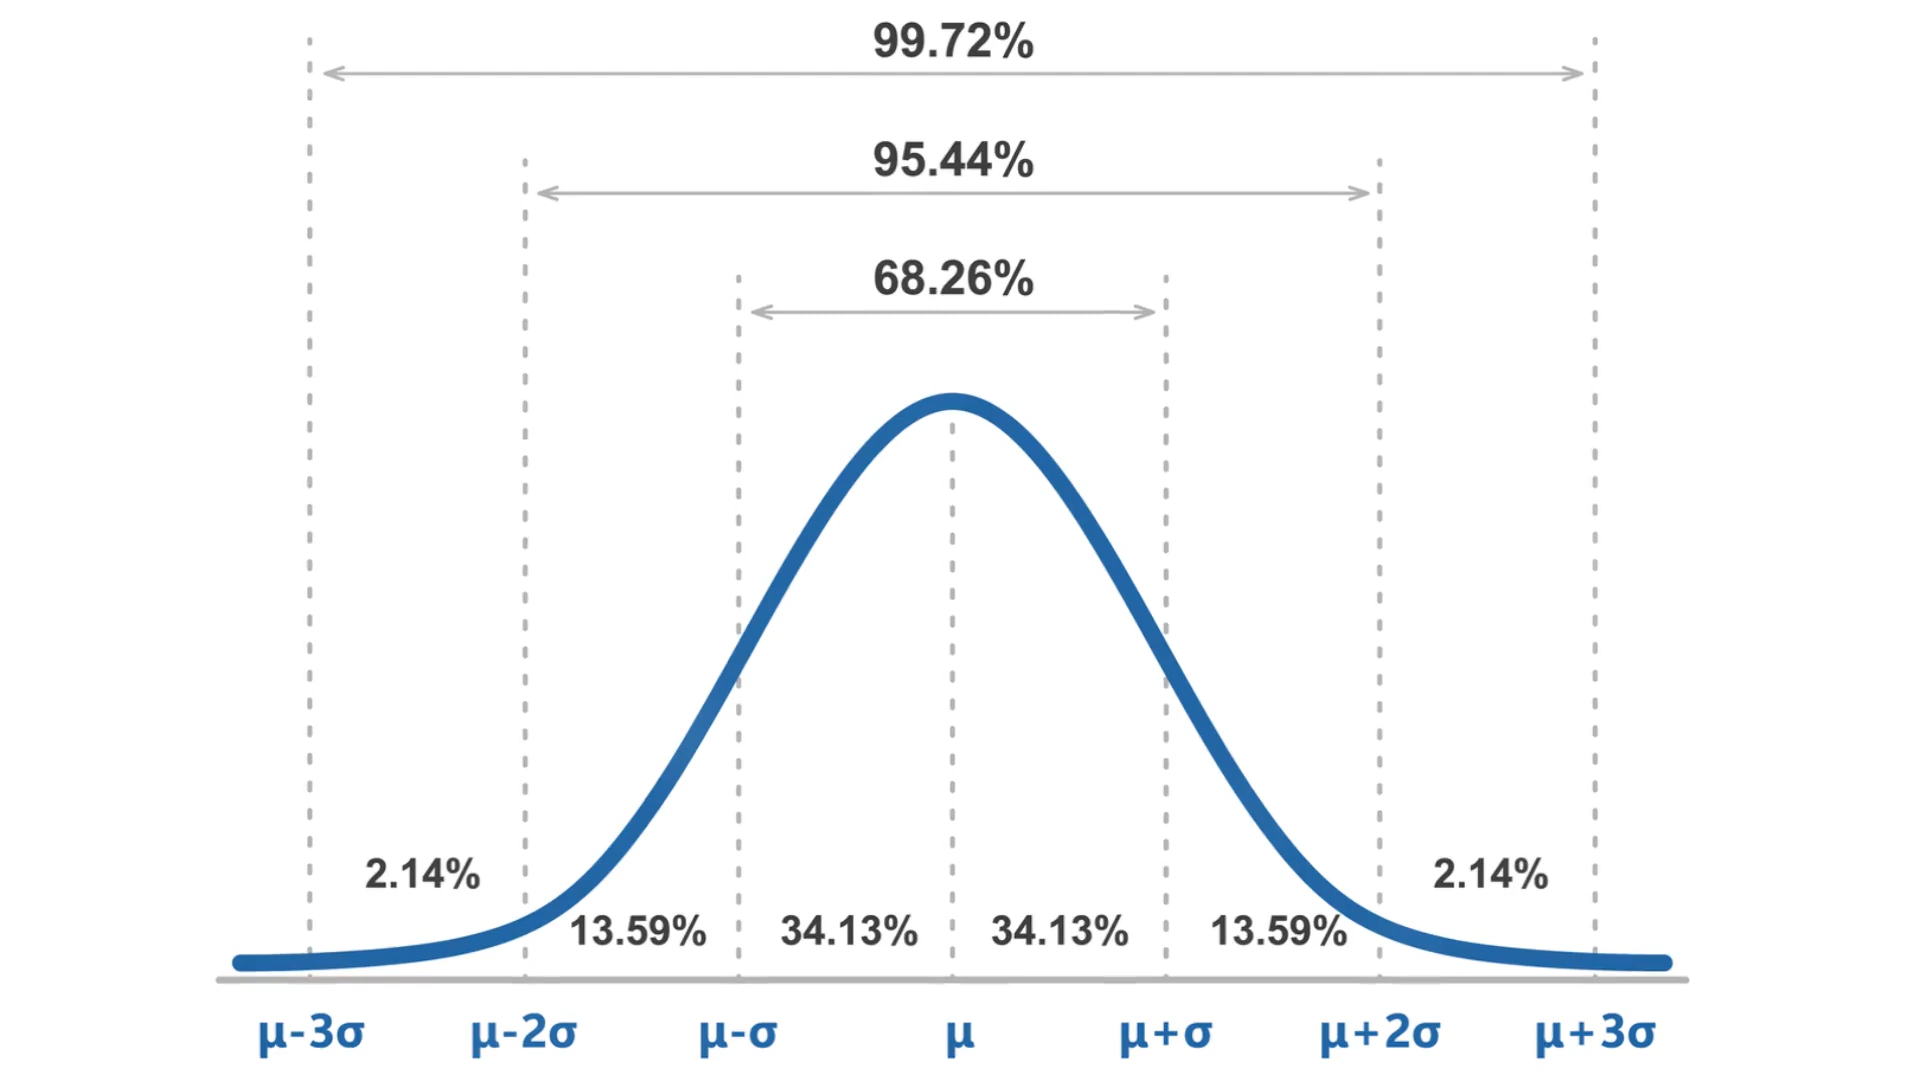 99.72%
95.44%
68.26%
2.14% 2.14%
13.59% 34.13% 34.13% 13.59%
μ-3σ μ-2σ μ-σ μ μ+σ μ+2σ μ+3σ